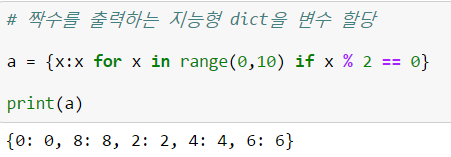 # 짝수를 출력하는 지능형 dict을 변수 할당
a = {x:x for x in range(0,10) if x % 2 == 0}
print(a)
{0: 0, 8: 8, 2: 2, 4: 4, 6: 6}